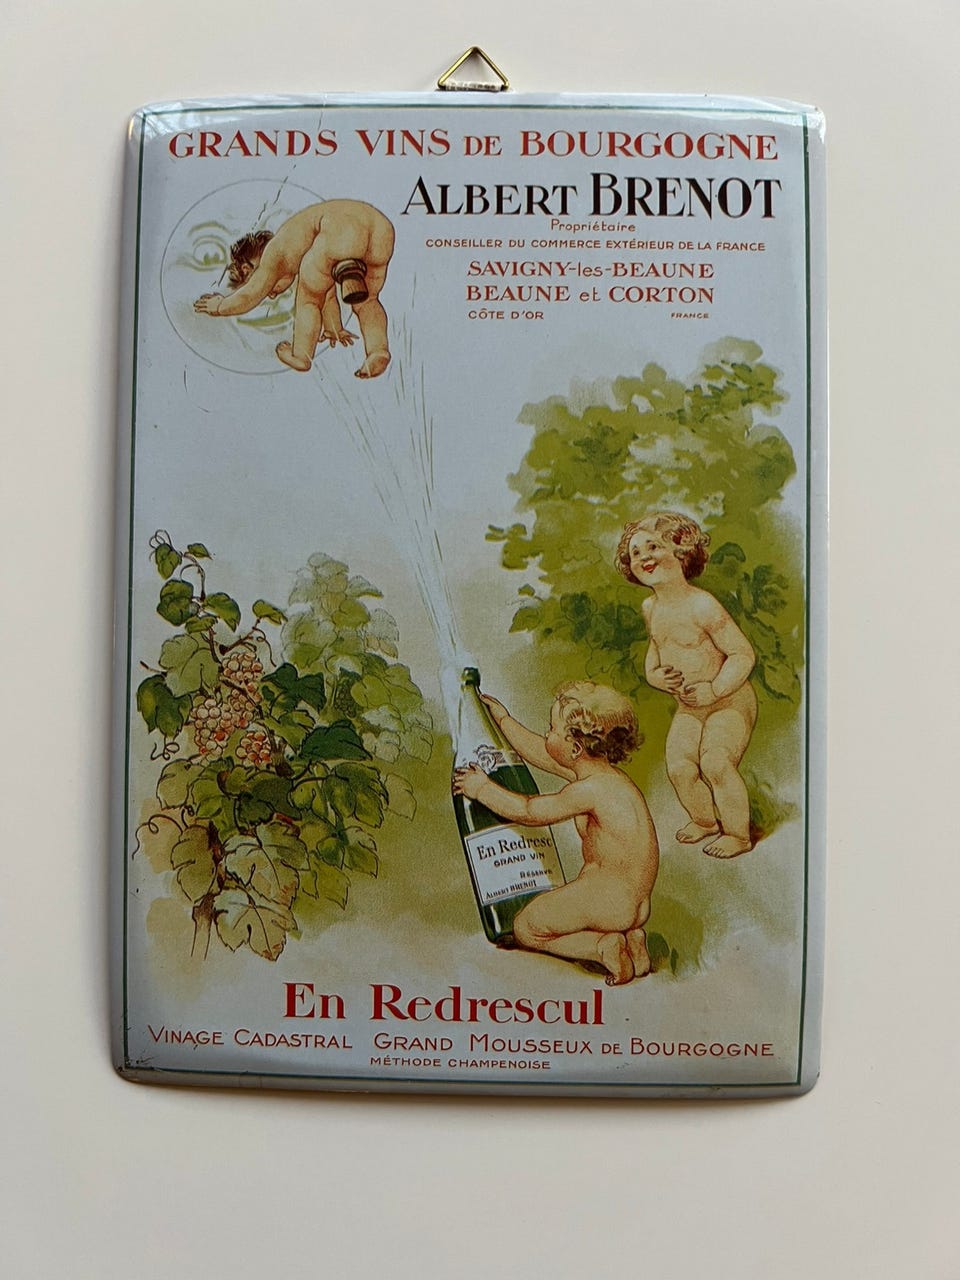 GRANDS VINS DE BOURGOGNE
ALBERT BRENOT
Propriétaire
CONSEILLER DU COMMERCE EXTÉRIEUR DE LA FRANCE
SAVIGNY-les-BEAUNE
BEAUNE et CORTON
CÔTE D'OR FRANCE
En Redresc
GRAND VIN
RÉSERVE
ALBERT BRENOT
En Redrescul
VINAGE CADASTRAL GRAND MOUSSEUX DE BOURGOGNE
MÉTHODE CHAMPENOISE